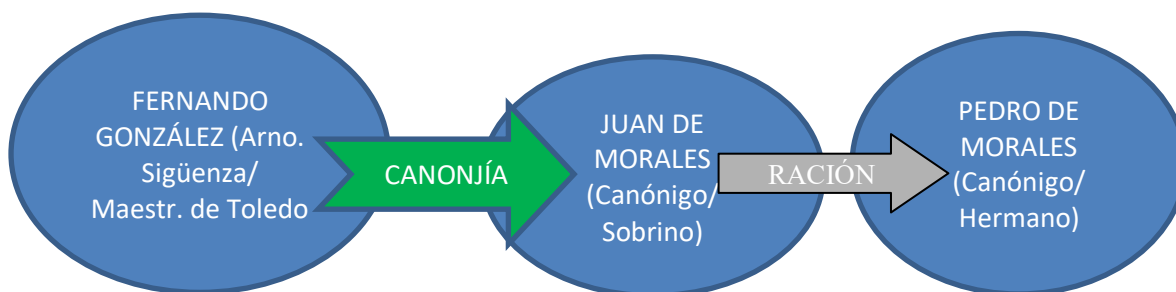 FERNANDO
GONZÁLEZ (Arno.
Sigüenza/
Maestr. de Toledo
CANONJÍA
JUAN DE
MORALES
(Canónigo/
Sobrino)
RACIÓN
PEDRO DE
MORALES
(Canónigo/
Hermano)